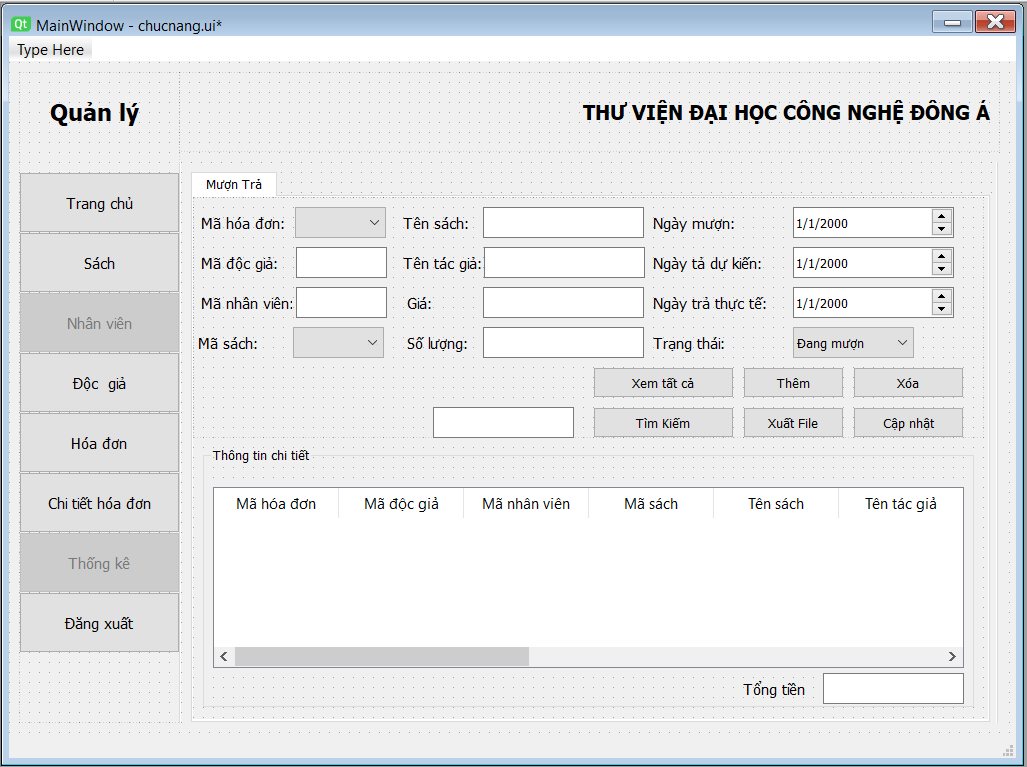 Qt MainWindow - chucnang.ui*
Type Here
Quản lý
THƯ VIỆN ĐẠI HỌC CÔNG NGHỆ ĐÔNG Á
Trang chủ
Sách
Nhân viên
Độc giả
Hóa đơn
Chi tiết hóa đơn
Thống kê
Đăng xuất
Mượn Trả
Mã hóa đơn: Tên sách: Ngày mượn: 1/1/2000
Mã độc giả: Tên tác giả: Ngày tả dự kiến: 1/1/2000
Mã nhân viên: Giá: Ngày trả thực tế: 1/1/2000
Mã sách: Số lượng: Trạng thái: Đang mượn
Xem tất cả Thêm Xóa
Tìm Kiếm Xuất File Cập nhật
Thông tin chi tiết
Mã hóa đơn Mã độc giả Mã nhân viên Mã sách Tên sách Tên tác giả
Tổng tiền